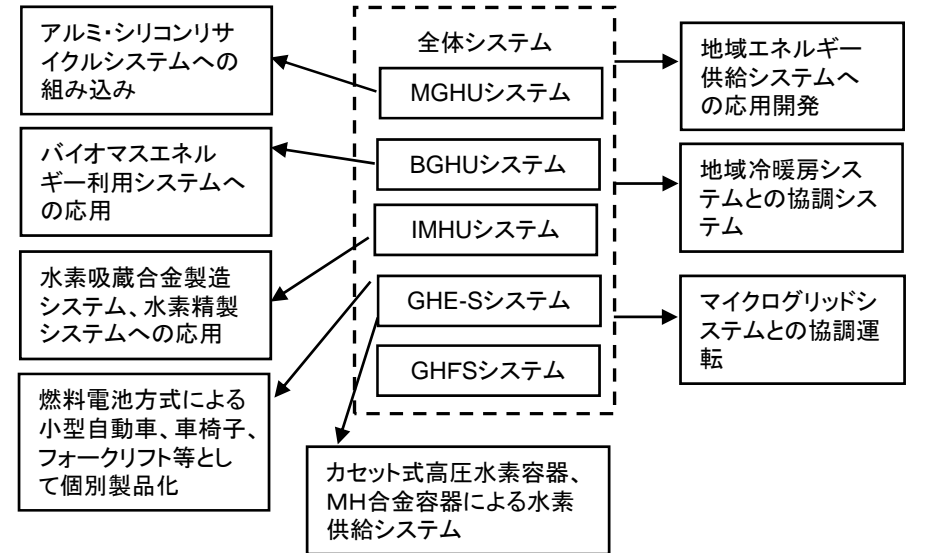 アルミ・シリコンリサ
イクルシステムへの
組み込み
バイオマスエネル
ギー利用システムへ
の応用
水素吸蔵合金製造
システム、水素精製
システムへの応用
燃料電池方式による
小型自動車、車椅子、
フォークリフト等とし
て個別製品化
全体システム
MGHUシステム
BGHUシステム
IMHUシステム
GHE-Sシステム
GHFSシステム
カセット式高圧水素容器、
MH合金容器による水素
供給システム
地域エネルギー
供給システムへ
の応用開発
地域冷暖房シス
テムとの協調シス
テム
マイクログリッドシ
ステムとの協調運
転